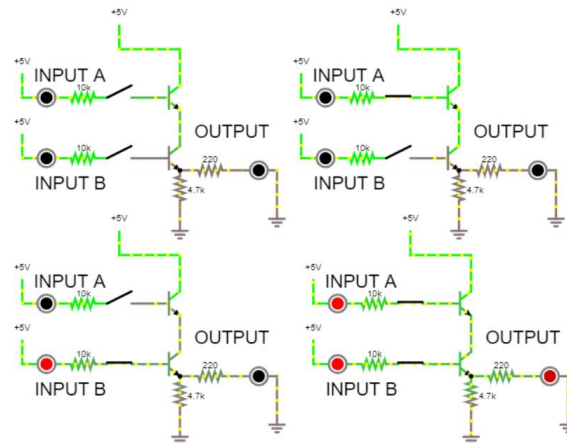 +5V
+5V
INPUT A
10k
+5V
10k
OUTPUT
INPUT B
220
4.7k
+5V
+5V
INPUT A
10k
+5V
10k
OUTPUT
INPUT B
220
4.7k
+5V
+5V
INPUT A
10k
+5V
10k
OUTPUT
INPUT B
220
4.7k
+5V
+5V
INPUT A
10k
+5V
10k
OUTPUT
INPUT B
220
4.7k